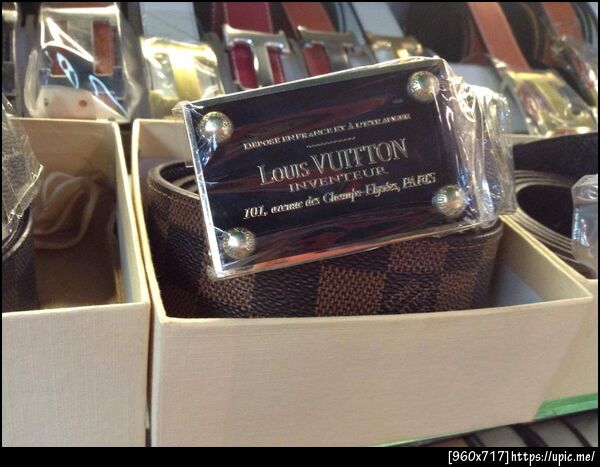 DEPOSE EN FRANCE ET À L'ETRANGER
LOUIS VUITTON
INVENTEUR
101, avenue des Champs-Elysées, PARIS
[960x717]https://upic.me/